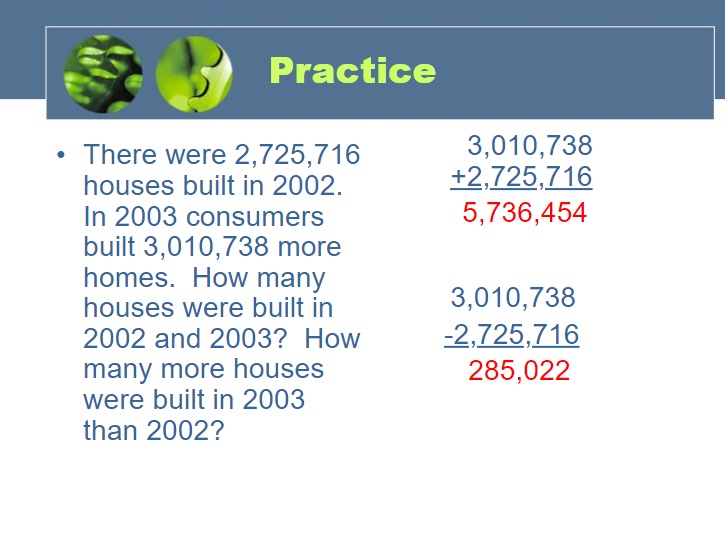 Practice
• There were 2,725,716
houses built in 2002.
In 2003 consumers
built 3,010,738 more
homes.  How many
houses were built in
2002 and 2003?  How
many more houses
were built in 2003
than 2002?
3,010,738
+2,725,716
5,736,454
3,010,738
-2,725,716
285,022